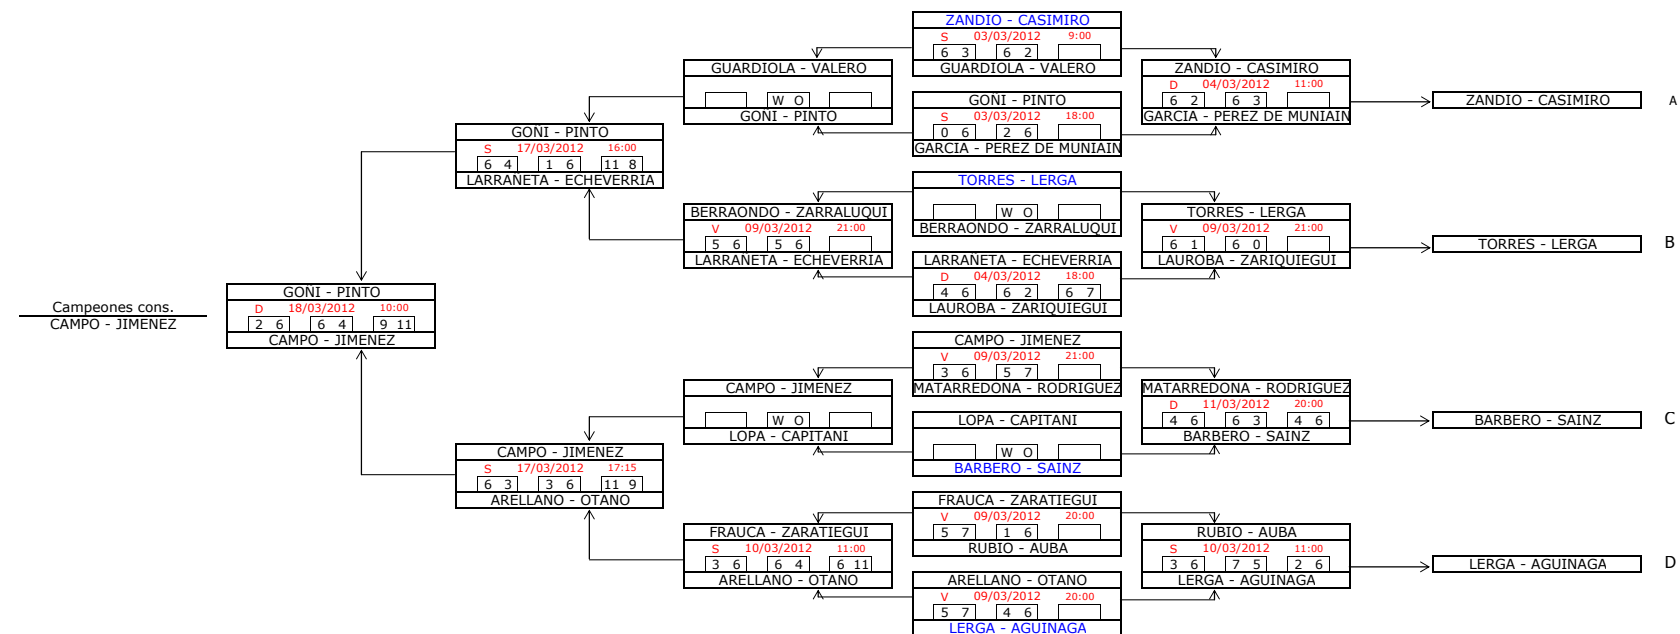 Campeones cons.
CAMPO - JIMENEZ
GOÑI - PINTO
D 18/03/2012 10:00
2 6 6 4 9 11
CAMPO - JIMENEZ
GOÑI - PINTO
S 17/03/2012 16:00
6 4 1 6 11 8
LARRAÑETA - ECHEVERRIA
CAMPO - JIMENEZ
S 17/03/2012 17:15
6 3 3 6 11 9
ARELLANO - OTANO
GUARDIOLA - VALERO
W O
GOÑI - PINTO
BERRAONDO - ZARRALUQUI
V 09/03/2012 21:00
5 6 5 6
LARRAÑETA - ECHEVERRIA
CAMPO - JIMENEZ
W O
LOPA - CAPITANI
FRAUCA - ZARATIEGUI
S 10/03/2012 11:00
3 6 6 4 6 11
ARELLANO - OTANO
ZANDIO - CASIMIRO
S 03/03/2012 9:00
6 3 6 2
GUARDIOLA - VALERO
GOÑI - PINTO
S 03/03/2012 18:00
0 6 2 6
GARCIA - PEREZ DE MUNIAIN
TORRES - LERGA
W O
BERRAONDO - ZARRALUQUI
LARRAÑETA - ECHEVERRIA
D 04/03/2012 18:00
4 6 6 2 6 7
LAUROBA - ZARIQUIEGUI
CAMPO - JIMENEZ
V 09/03/2012 21:00
3 6 5 7
MATARREDONA - RODRIGUEZ
LOPA - CAPITANI
W O
BARBERO - SAINZ
FRAUCA - ZARATIEGUI
V 09/03/2012 20:00
5 7 1 6
RUBIO - AUBA
ARELLANO - OTANO
V 09/03/2012 20:00
5 7 4 6
LERGA - AGUINAGA
ZANDIO - CASIMIRO
D 04/03/2012 11:00
6 2 6 3
GARCIA - PEREZ DE MUNIAIN
TORRES - LERGA
V 09/03/2012 21:00
6 1 6 0
LAUROBA - ZARIQUIEGUI
MATARREDONA - RODRIGUEZ
D 11/03/2012 20:00
4 6 6 3 4 6
BARBERO - SAINZ
RUBIO - AUBA
S 10/03/2012 11:00
3 6 7 5 2 6
LERGA - AGUINAGA
ZANDIO - CASIMIRO A
TORRES - LERGA B
BARBERO - SAINZ C
LERGA - AGUINAGA D